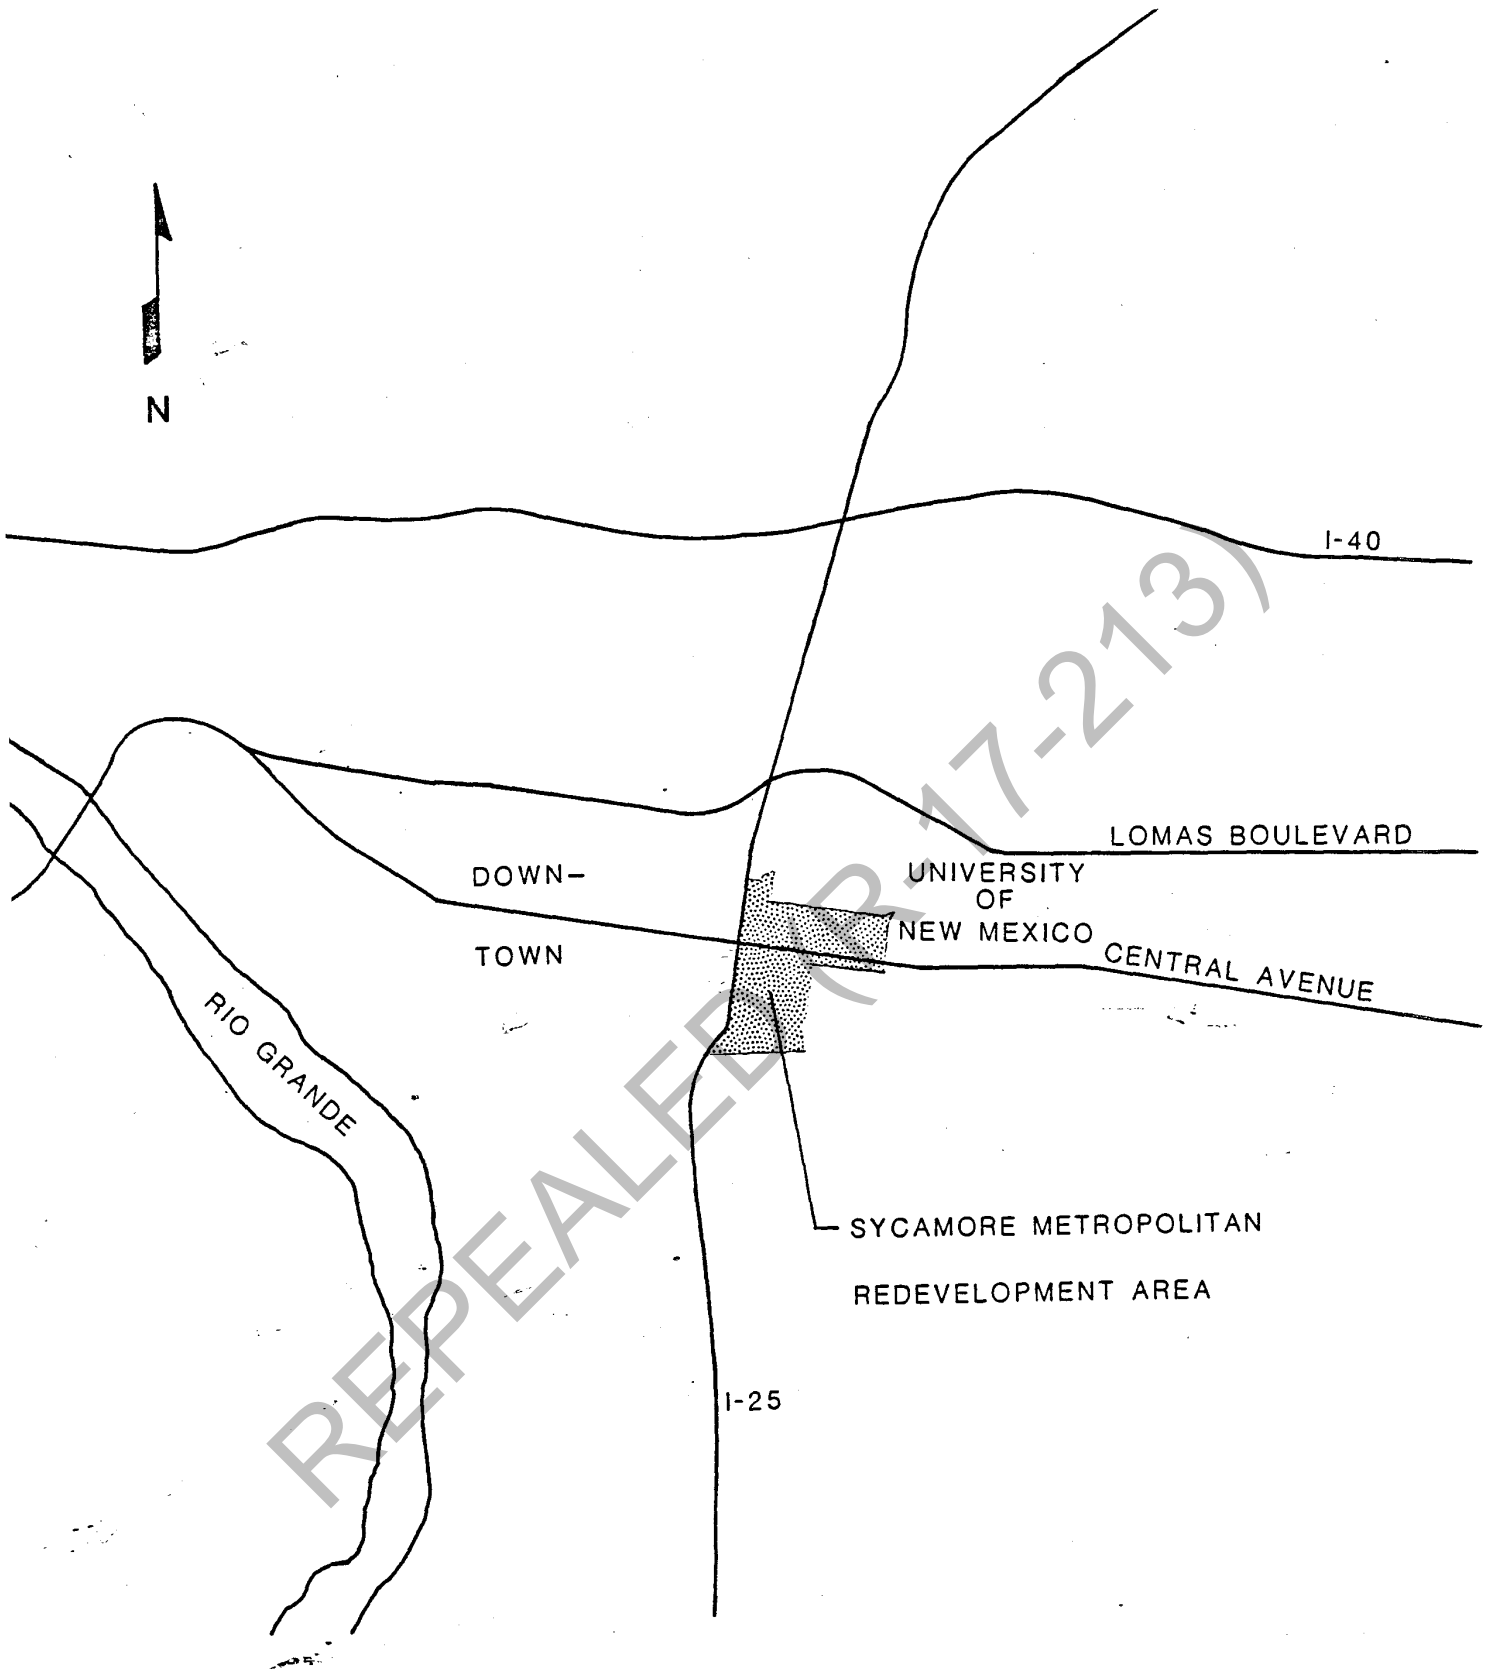 N
I-40
LOMAS BOULEVARD
DOWN-
TOWN
UNIVERSITY
OF
NEW MEXICO
CENTRAL AVENUE
RIO GRANDE
SYCAMORE METROPOLITAN
REDEVELOPMENT AREA
I-25
REPEALED (R-17-213)